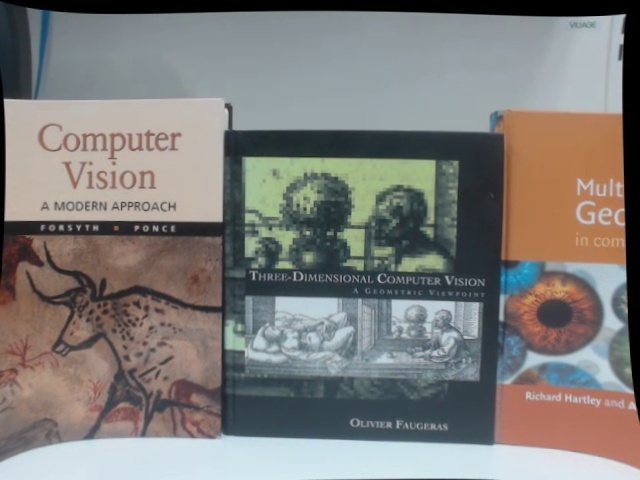 Computer
Vision
A MODERN APPROACH
FORSYTH ▪ PONCE
THREE-DIMENSIONAL COMPUTER VISION
A GEOMETRIC VIEWPOINT
OLIVIER FAUGERAS
Mult
Geo
in com
Richard Hartley and A